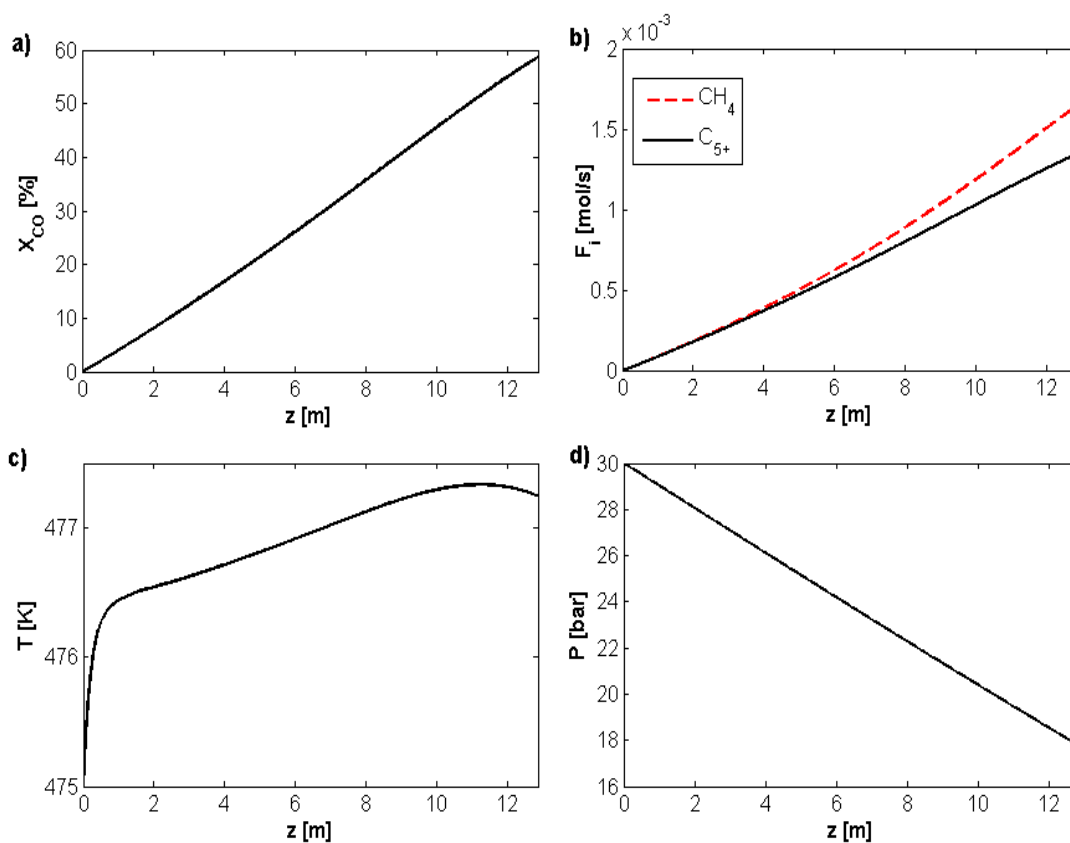 a)
60
50
40
30
20
10
0
X_CO [%]
0 2 4 6 8 10 12
z [m]
b)
2 x 10^-3
1.5
1
0.5
0
F_i [mol/s]
CH_4
C_5+
0 2 4 6 8 10 12
z [m]
c)
477
476
475
T [K]
0 2 4 6 8 10 12
z [m]
d)
30
28
26
24
22
20
18
16
P [bar]
0 2 4 6 8 10 12
z [m]